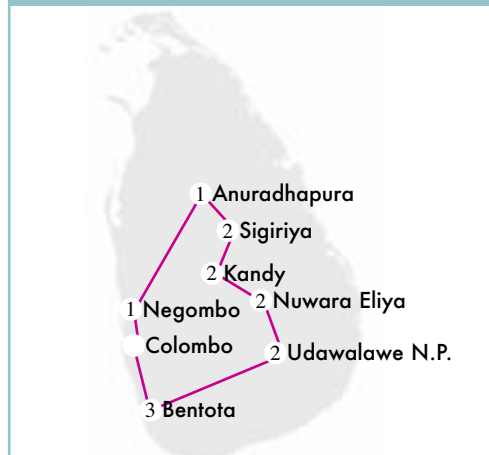 1 Anuradhapura
2 Sigiriya
2 Kandy
2 Nuwara Eliya
1 Negombo
Colombo
2 Udawalawe N.P.
3 Bentota